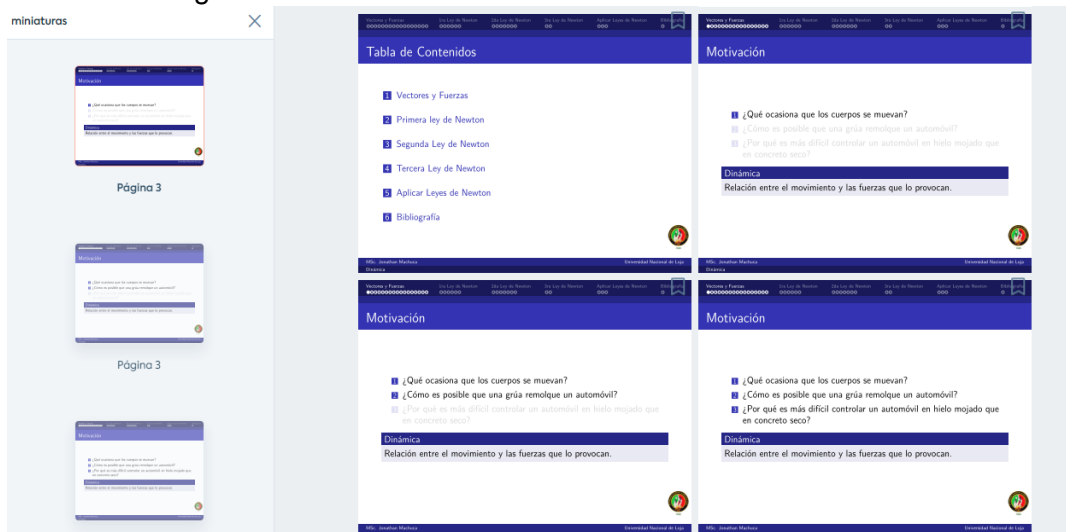 miniaturas
Motivación
Página 3
Motivación
Página 3
Motivación
Vectores y Fuerzas 1ra Ley de Newton 2da Ley de Newton 3ra Ley de Newton Aplicar Leyes de Newton
Tabla de Contenidos
1 Vectores y Fuerzas
2 Primera ley de Newton
3 Segunda Ley de Newton
4 Tercera Ley de Newton
5 Aplicar Leyes de Newton
6 Bibliografía
MSc. Jonathan Machuca Universidad Nacional de Loja
Dinámica
Vectores y Fuerzas 1ra Ley de Newton 2da Ley de Newton 3ra Ley de Newton Aplicar Leyes de Newton
Motivación
1 ¿Qué ocasiona que los cuerpos se muevan?
2 ¿Cómo es posible que una grúa remolque un automóvil?
3 ¿Por qué es más difícil controlar un automóvil en hielo mojado que
en concreto seco?
Dinámica
Relación entre el movimiento y las fuerzas que lo provocan.
MSc. Jonathan Machuca Universidad Nacional de Loja
Dinámica
Vectores y Fuerzas 1ra Ley de Newton 2da Ley de Newton 3ra Ley de Newton Aplicar Leyes de Newton
Motivación
1 ¿Qué ocasiona que los cuerpos se muevan?
2 ¿Cómo es posible que una grúa remolque un automóvil?
3 ¿Por qué es más difícil controlar un automóvil en hielo mojado que
en concreto seco?
Dinámica
Relación entre el movimiento y las fuerzas que lo provocan.
MSc. Jonathan Machuca Universidad Nacional de Loja
Vectores y Fuerzas 1ra Ley de Newton 2da Ley de Newton 3ra Ley de Newton Aplicar Leyes de Newton
Motivación
1 ¿Qué ocasiona que los cuerpos se muevan?
2 ¿Cómo es posible que una grúa remolque un automóvil?
3 ¿Por qué es más difícil controlar un automóvil en hielo mojado que
en concreto seco?
Dinámica
Relación entre el movimiento y las fuerzas que lo provocan.
MSc. Jonathan Machuca Universidad Nacional de Loja